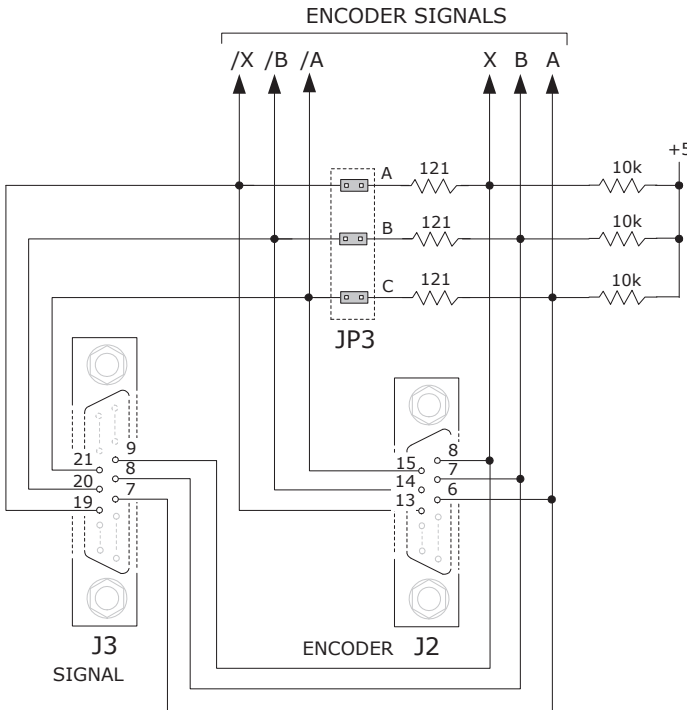 ENCODER SIGNALS
/X /B /A X B A
+5
A 121 10k
B 121 10k
C 121 10k
JP3
21 9
20 8
19 7
15 8
14 7
13 6
J3
SIGNAL
ENCODER J2